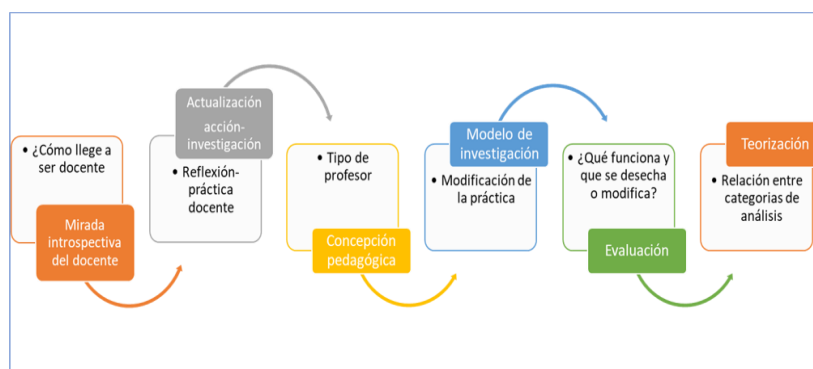 • ¿Cómo llege a
ser docente
Mirada
introspectiva
del docente
Actualización
acción-
investigación
• Reflexión-
práctica
docente
• Tipo de
profesor
Concepción
pedagógica
Modelo de
investigación
• Modificación de
la práctica
• ¿Qué funciona y
que se desecha
o modifica?
Evaluación
Teorización
• Relación entre
categorias de
análisis